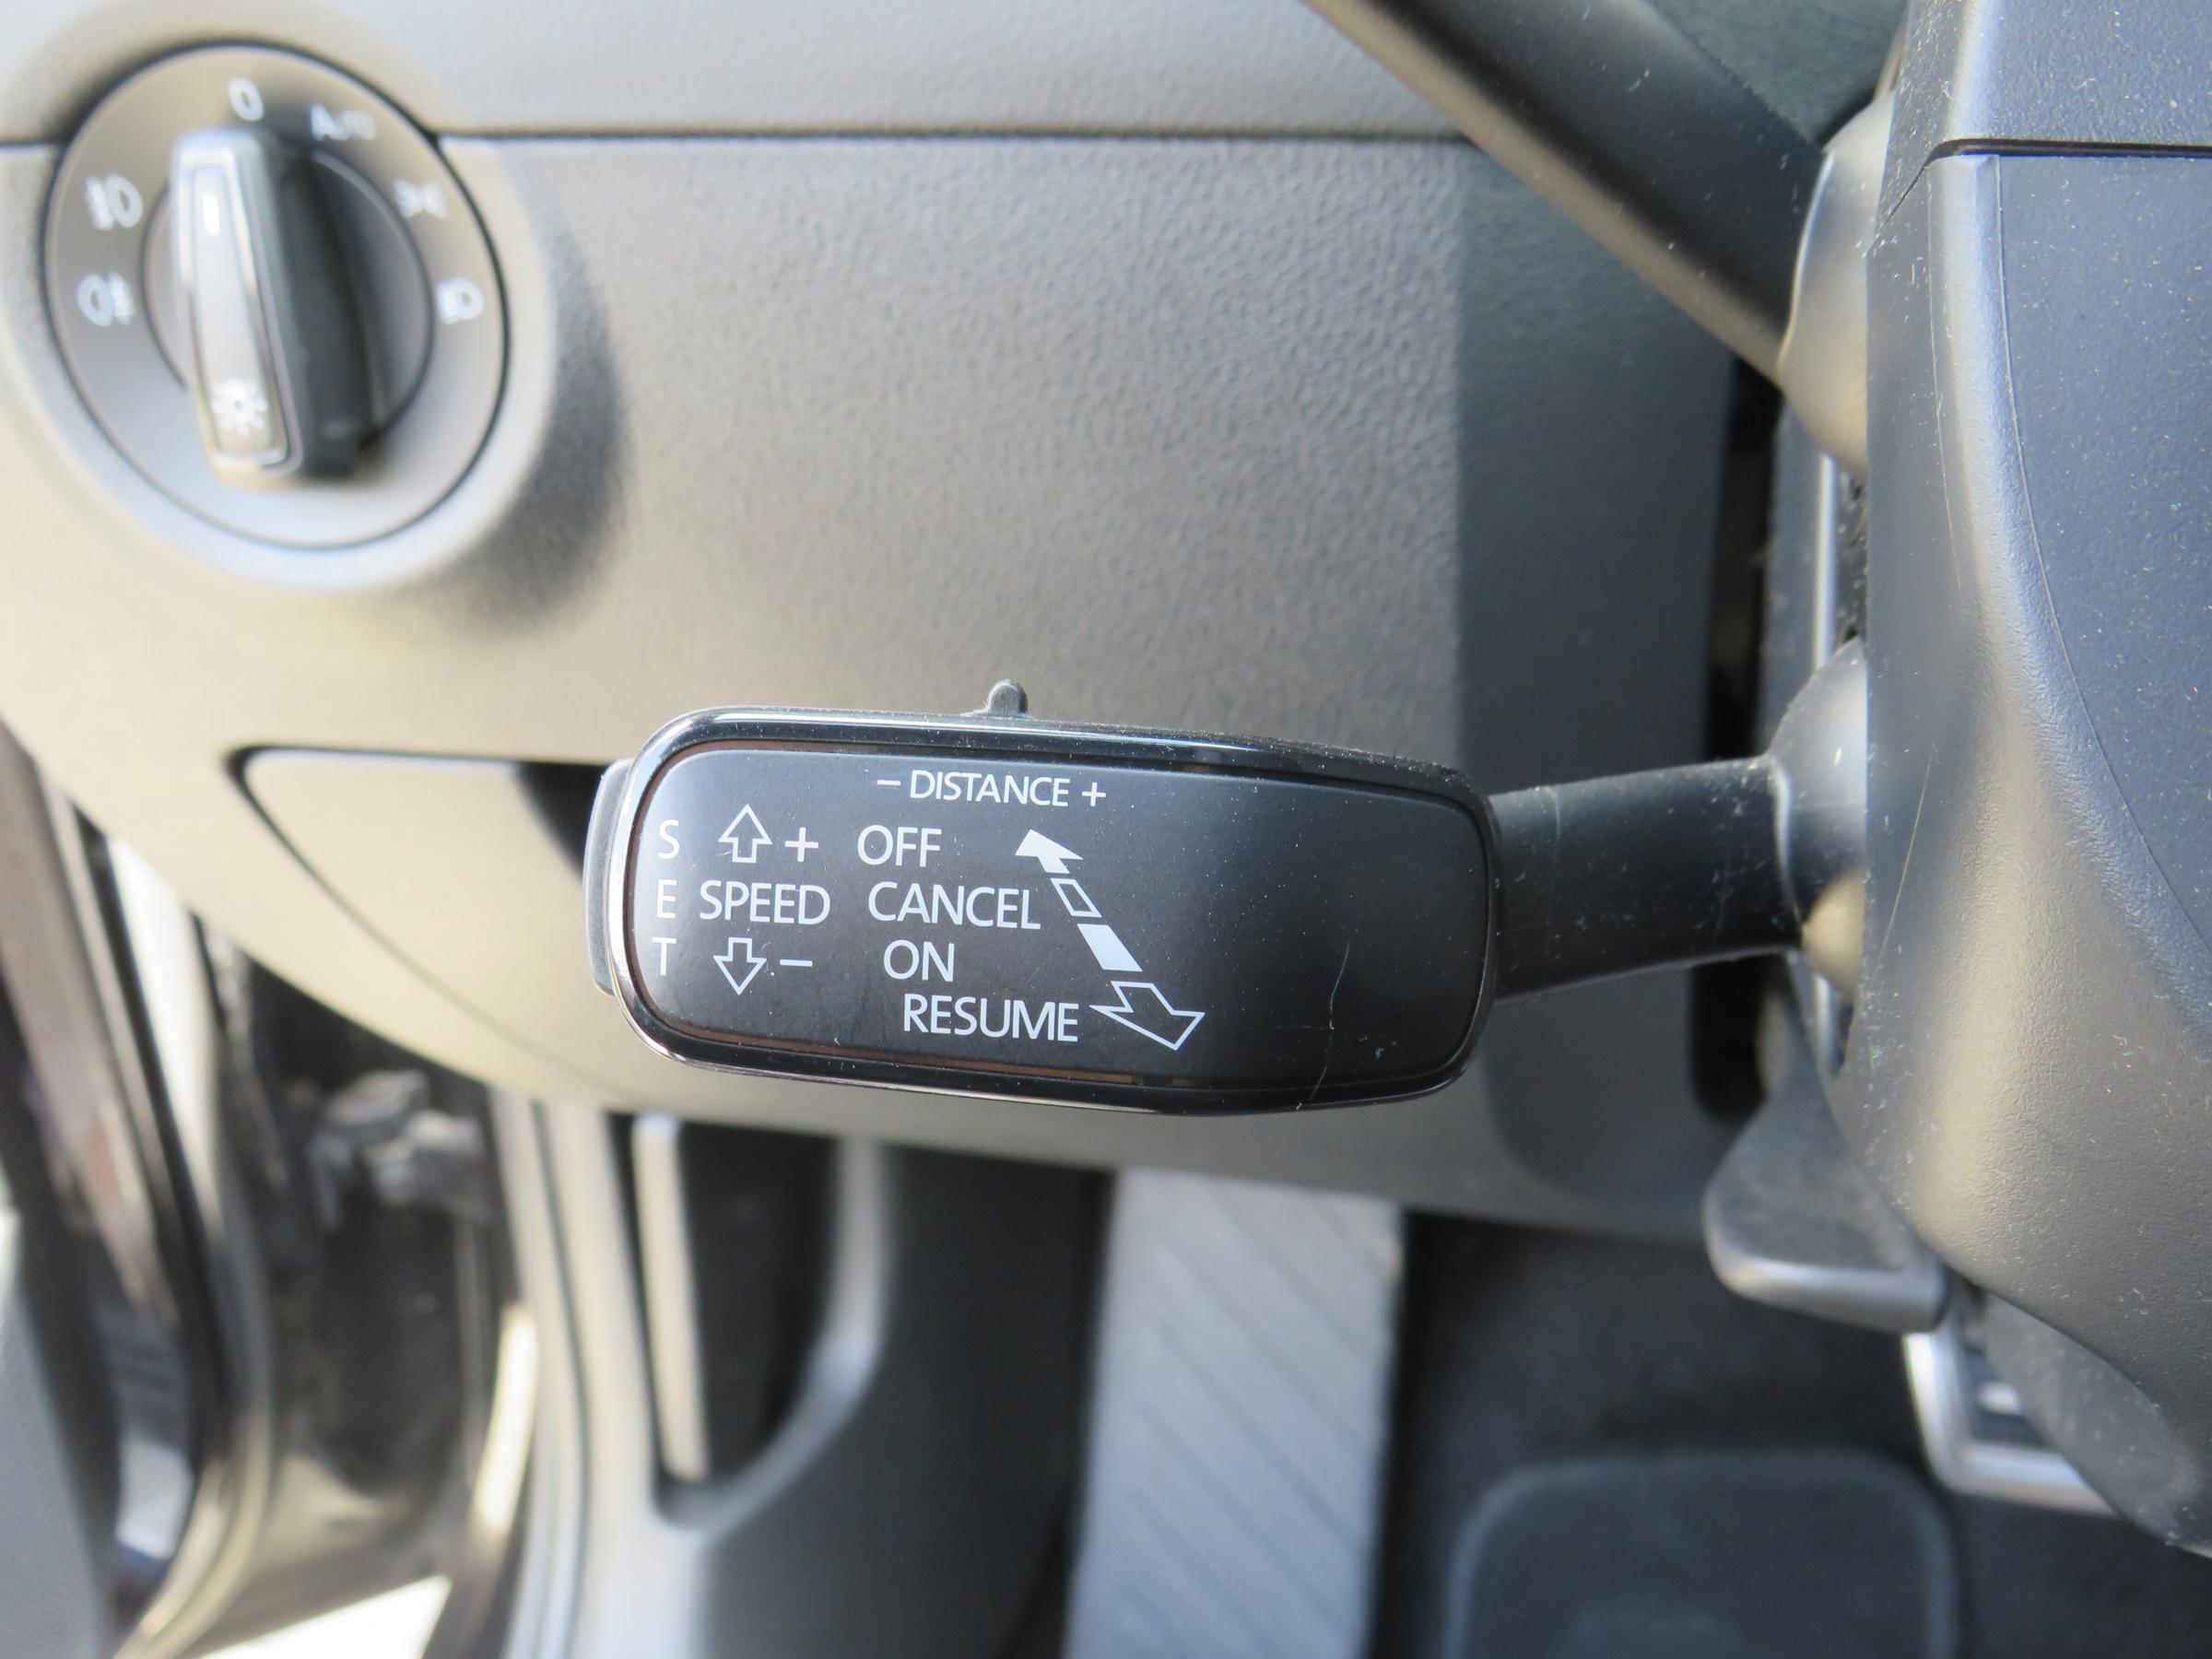 0
AUTO
– DISTANCE +
S + OFF
E SPEED CANCEL
T – ON
RESUME